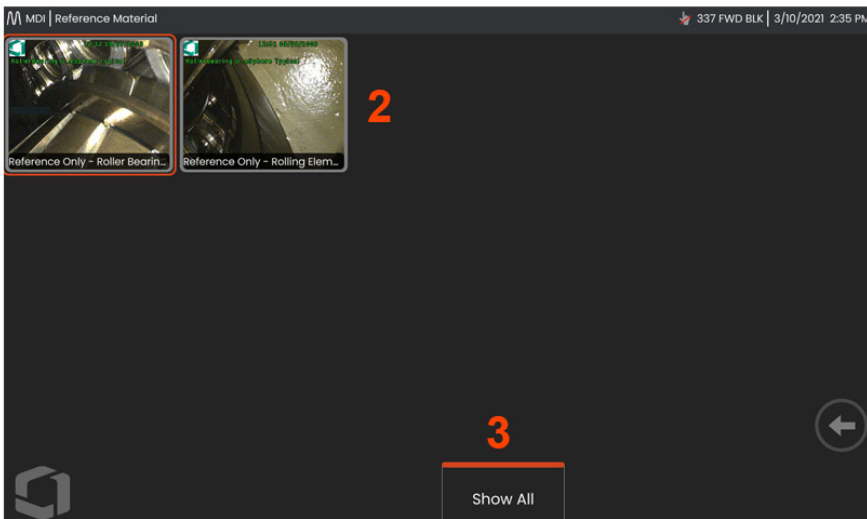 MDI Reference Material
337 FWD BLK 3/10/2021 2:35 PM
Reference Only - Roller Bearin...
Reference Only - Rolling Elem...
2
3
Show All